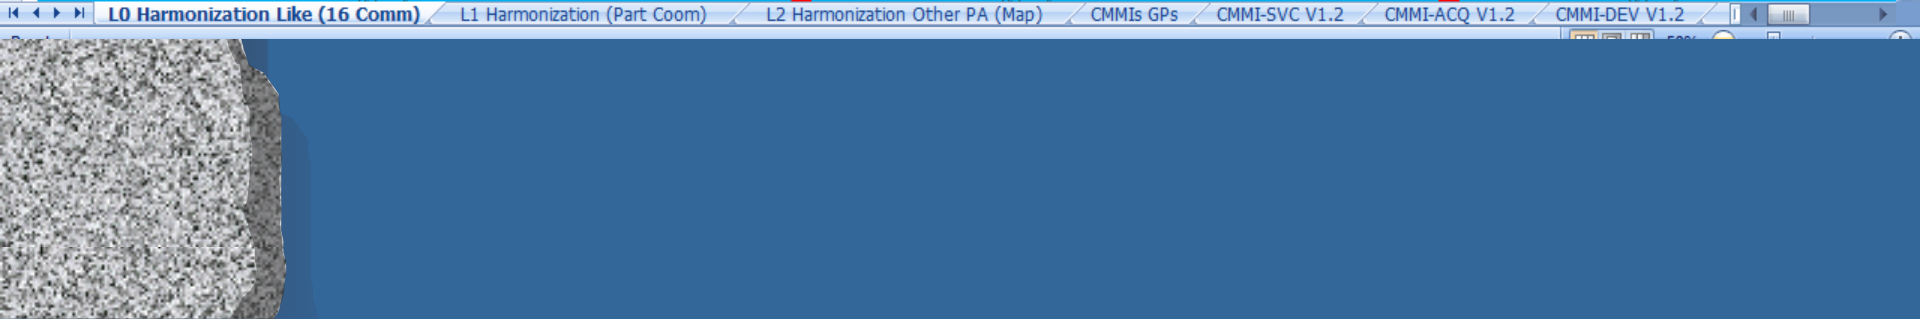 L0 Harmonization Like (16 Comm) L1 Harmonization (Part Coom) L2 Harmonization Other PA (Map) CMMIs GPs CMMI-SVC V1.2 CMMI-ACQ V1.2 CMMI-DEV V1.2